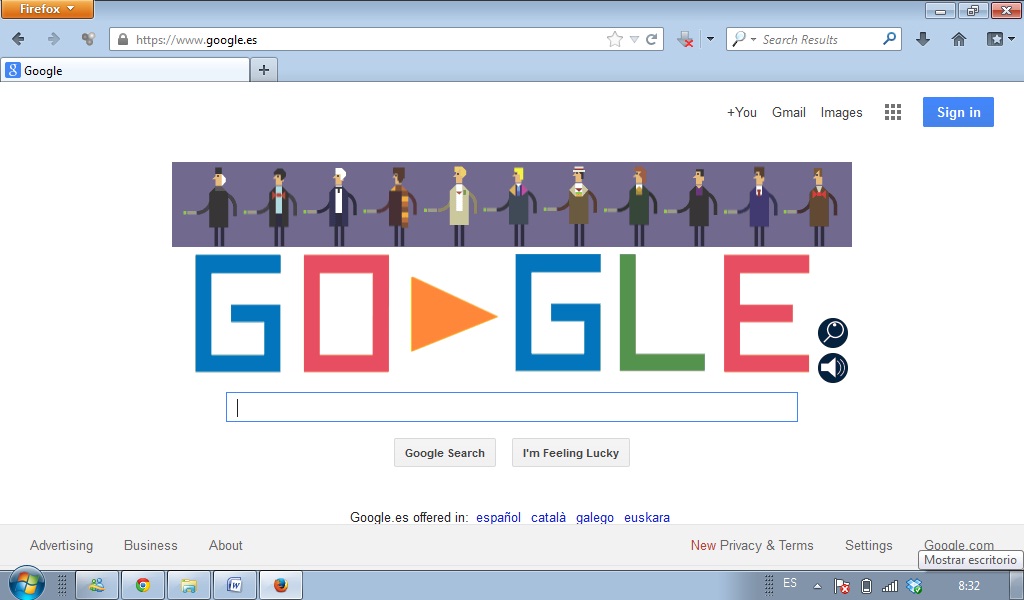 Firefox
https://www.google.es
Search Results
Google
+You Gmail Images Sign in
GOGLE
Google Search I'm Feeling Lucky
Google.es offered in: español català galego euskara
Advertising Business About New Privacy & Terms Settings Google.com
Mostrar escritorio
ES 8:32